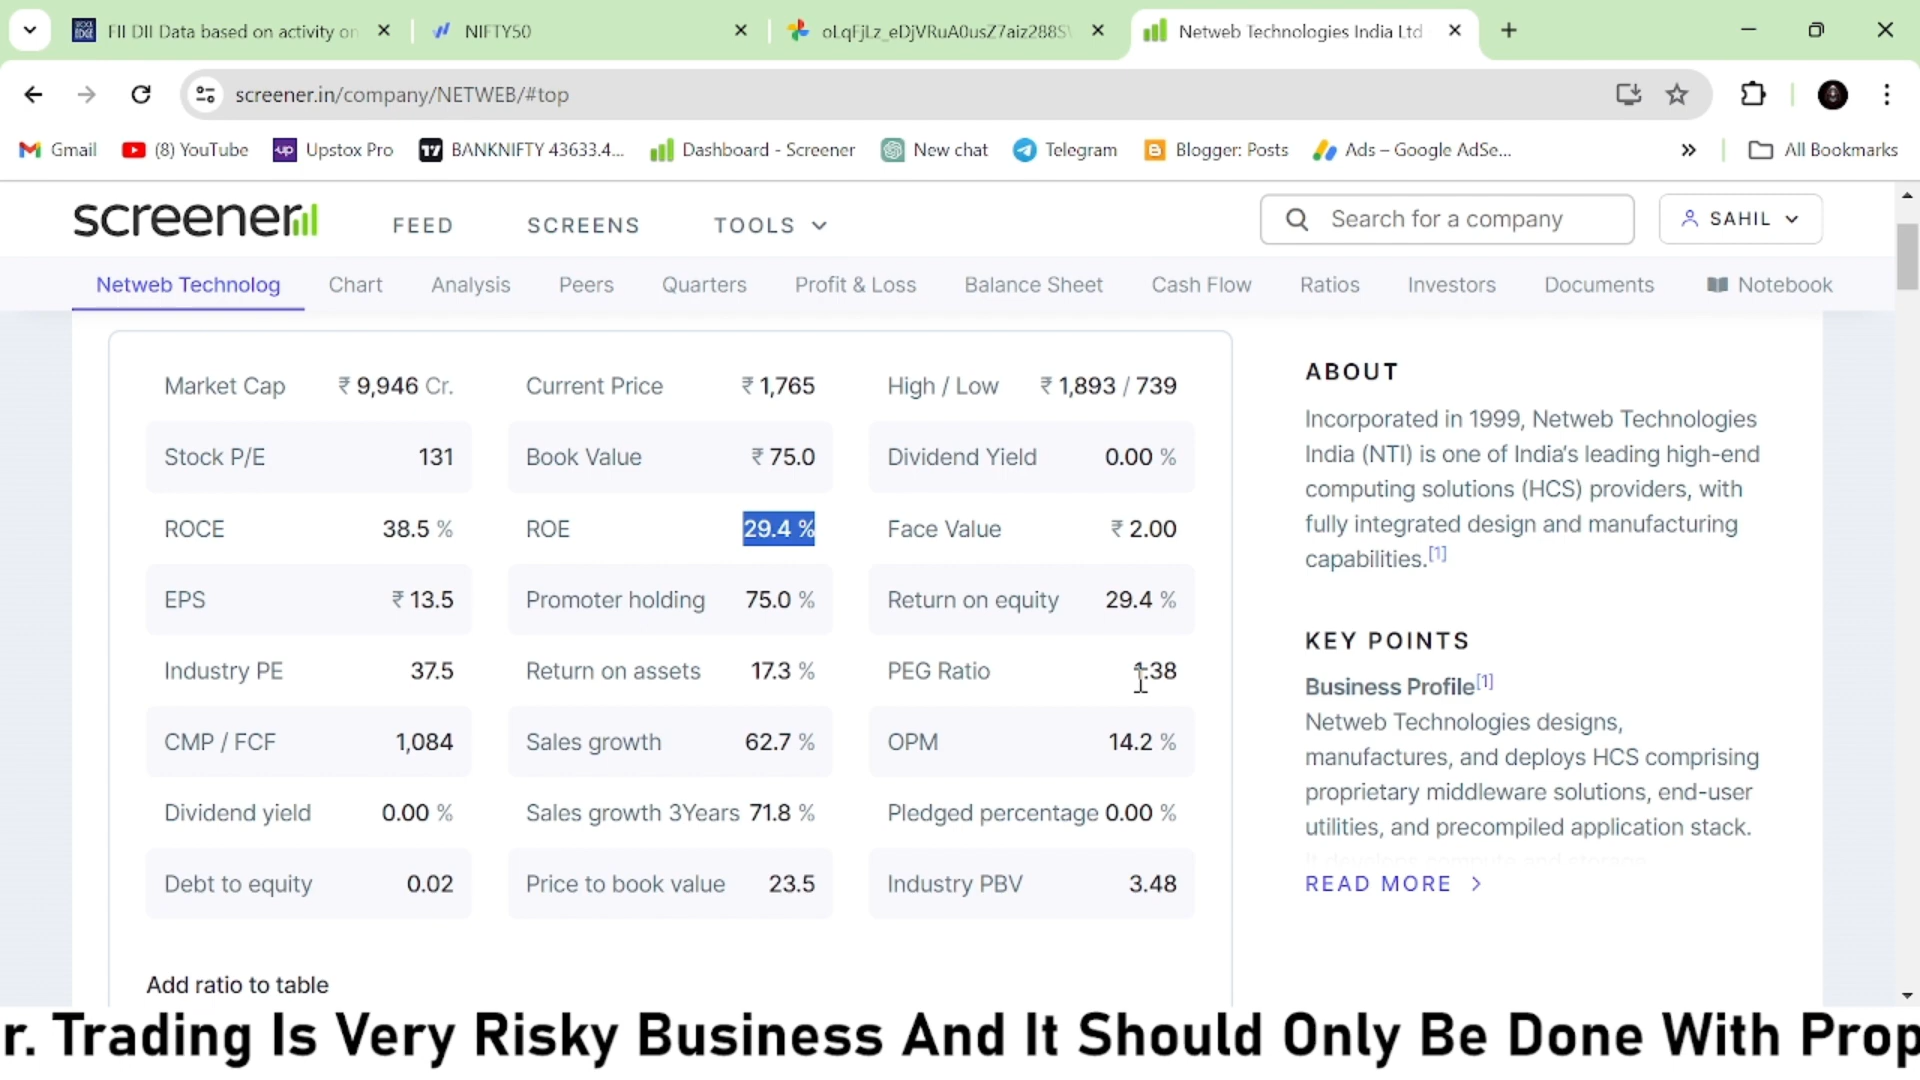 FII DII Data based on activity on
NIFTY50
oLqFjLz_eDjVRuA0usZ7aiz288S
Netweb Technologies India Ltd
screener.in/company/NETWEB/#top
Gmail
(8) YouTube
Upstox Pro
BANKNIFTY 43633.4...
Dashboard - Screener
New chat
Telegram
Blogger: Posts
Ads – Google AdSe...
All Bookmarks
screener
FEED
SCREENS
TOOLS
Search for a company
SAHIL
Netweb Technolog
Chart
Analysis
Peers
Quarters
Profit & Loss
Balance Sheet
Cash Flow
Ratios
Investors
Documents
Notebook
Market Cap ₹ 9,946 Cr.
Current Price ₹ 1,765
High / Low ₹ 1,893 / 739
Stock P/E 131
Book Value ₹ 75.0
Dividend Yield 0.00 %
ROCE 38.5 %
ROE 29.4 %
Face Value ₹ 2.00
EPS ₹ 13.5
Promoter holding 75.0 %
Return on equity 29.4 %
Industry PE 37.5
Return on assets 17.3 %
PEG Ratio 1.38
CMP / FCF 1,084
Sales growth 62.7 %
OPM 14.2 %
Dividend yield 0.00 %
Sales growth 3Years 71.8 %
Pledged percentage 0.00 %
Debt to equity 0.02
Price to book value 23.5
Industry PBV 3.48
Add ratio to table
ABOUT
Incorporated in 1999, Netweb Technologies
India (NTI) is one of India's leading high-end
computing solutions (HCS) providers, with
fully integrated design and manufacturing
capabilities.[1]
KEY POINTS
Business Profile[1]
Netweb Technologies designs,
manufactures, and deploys HCS comprising
proprietary middleware solutions, end-user
utilities, and precompiled application stack.
READ MORE
r. Trading Is Very Risky Business And It Should Only Be Done With Prop